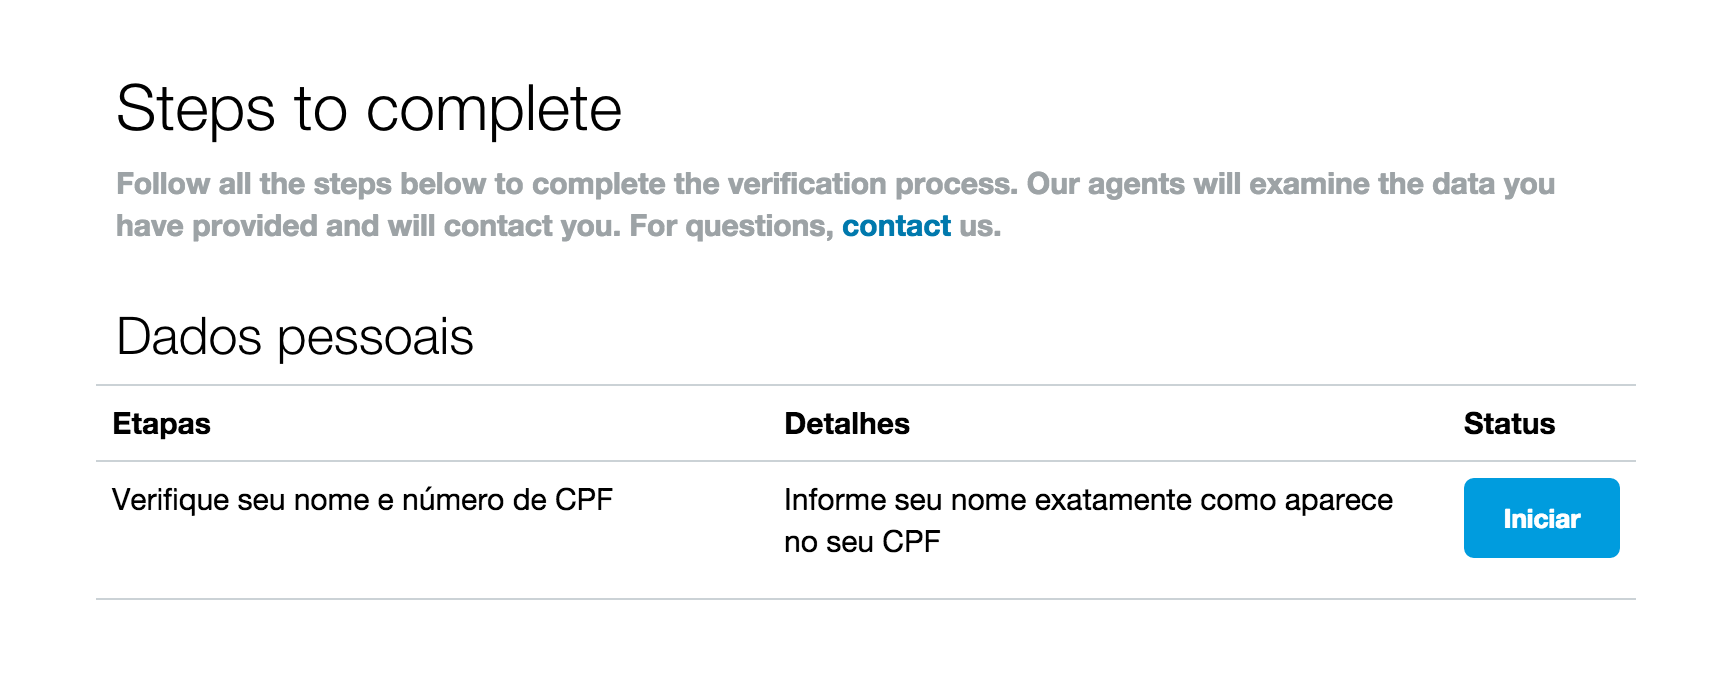 Steps to complete
Follow all the steps below to complete the verification process. Our agents will examine the data you
have provided and will contact you. For questions, contact us.
Dados pessoais
Etapas Detalhes Status
Verifique seu nome e número de CPF Informe seu nome exatamente como aparece
no seu CPF
Iniciar